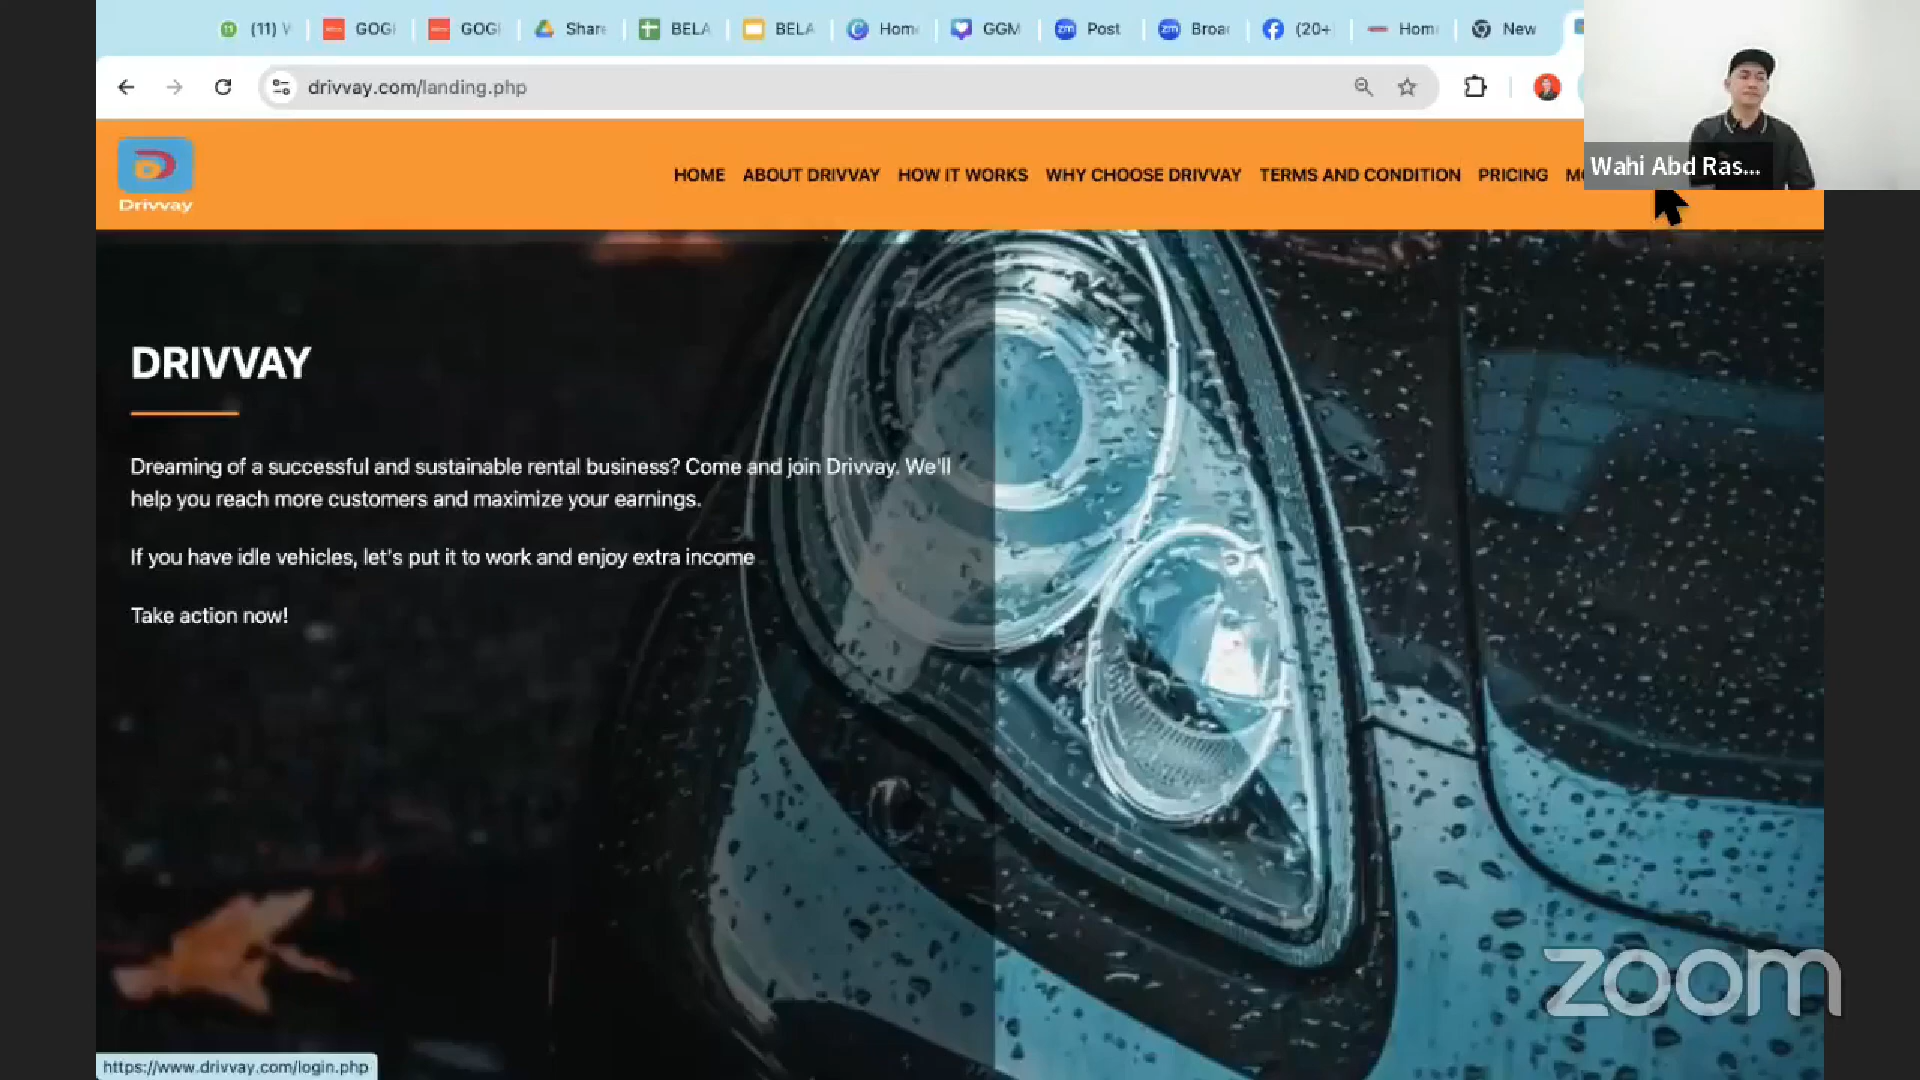 (11) W
GOG
GOG
Share
BELA
BELA
Home
GGM
Post
Broa
(20+
Hom
New
drivvay.com/landing.php
Wahi Abd Ras...
Drivvay
HOME ABOUT DRIVVAY HOW IT WORKS WHY CHOOSE DRIVVAY TERMS AND CONDITION PRICING
DRIVVAY
Dreaming of a successful and sustainable rental business? Come and join Drivvay. We'll
help you reach more customers and maximize your earnings.
If you have idle vehicles, let's put it to work and enjoy extra income
Take action now!
zoom
https://www.drivvay.com/login.php